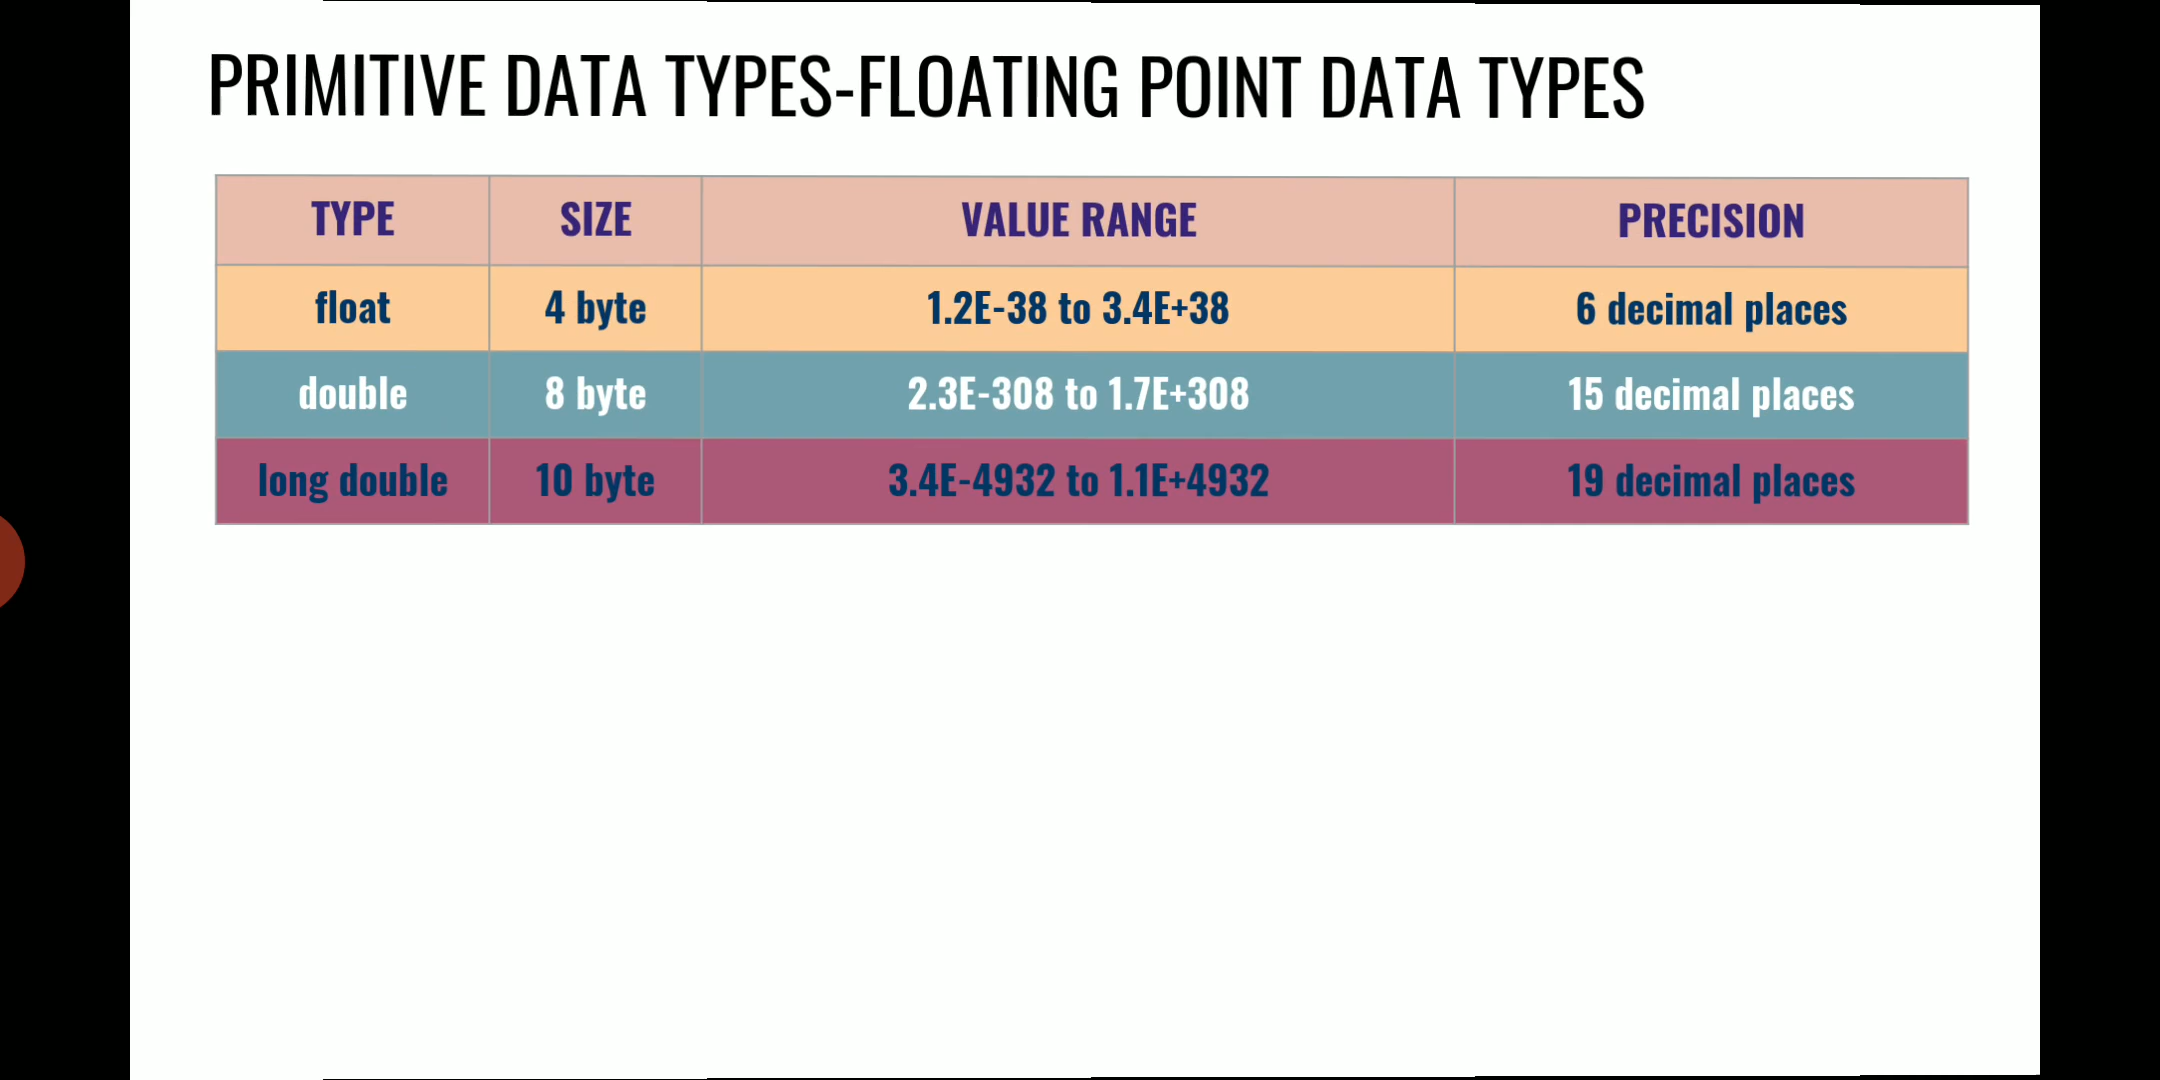 PRIMITIVE DATA TYPES-FLOATING POINT DATA TYPES
TYPE SIZE VALUE RANGE PRECISION
float 4 byte 1.2E-38 to 3.4E+38 6 decimal places
double 8 byte 2.3E-308 to 1.7E+308 15 decimal places
long double 10 byte 3.4E-4932 to 1.1E+4932 19 decimal places